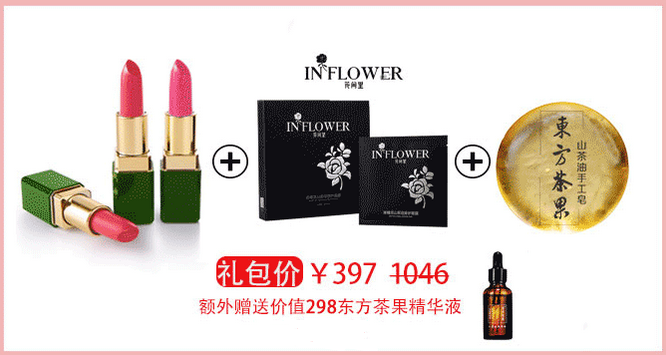 INFLOWER
花间里
INFLOWER
花间里
INFLOWER
花间里
東方茶果
山茶油手工皂
礼包价 ¥397 1046
额外赠送价值298东方茶果精华液